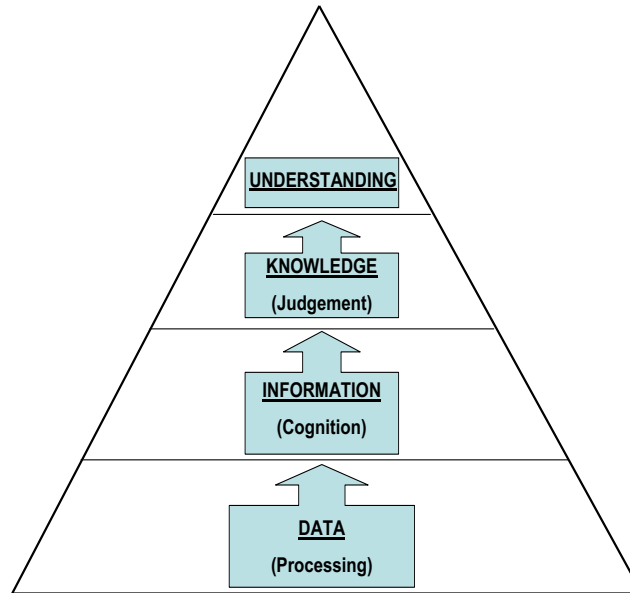 UNDERSTANDING
KNOWLEDGE
(Judgement)
INFORMATION
(Cognition)
DATA
(Processing)